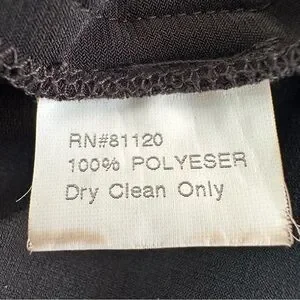 RN#81120
100% POLYESER
Dry Clean Only